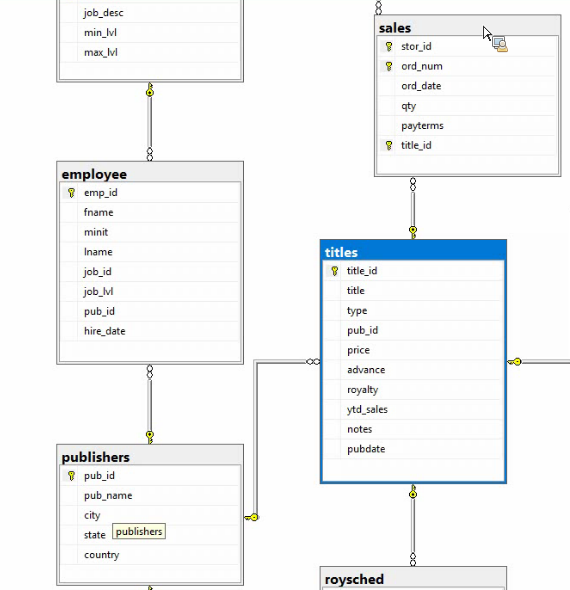 job_desc
min_lvl
max_lvl
sales
stor_id
ord_num
ord_date
qty
payterms
title_id
employee
emp_id
fname
minit
lname
job_id
job_lvl
pub_id
hire_date
titles
title_id
title
type
pub_id
price
advance
royalty
ytd_sales
notes
pubdate
publishers
pub_id
pub_name
city
state
publishers
country
roysched